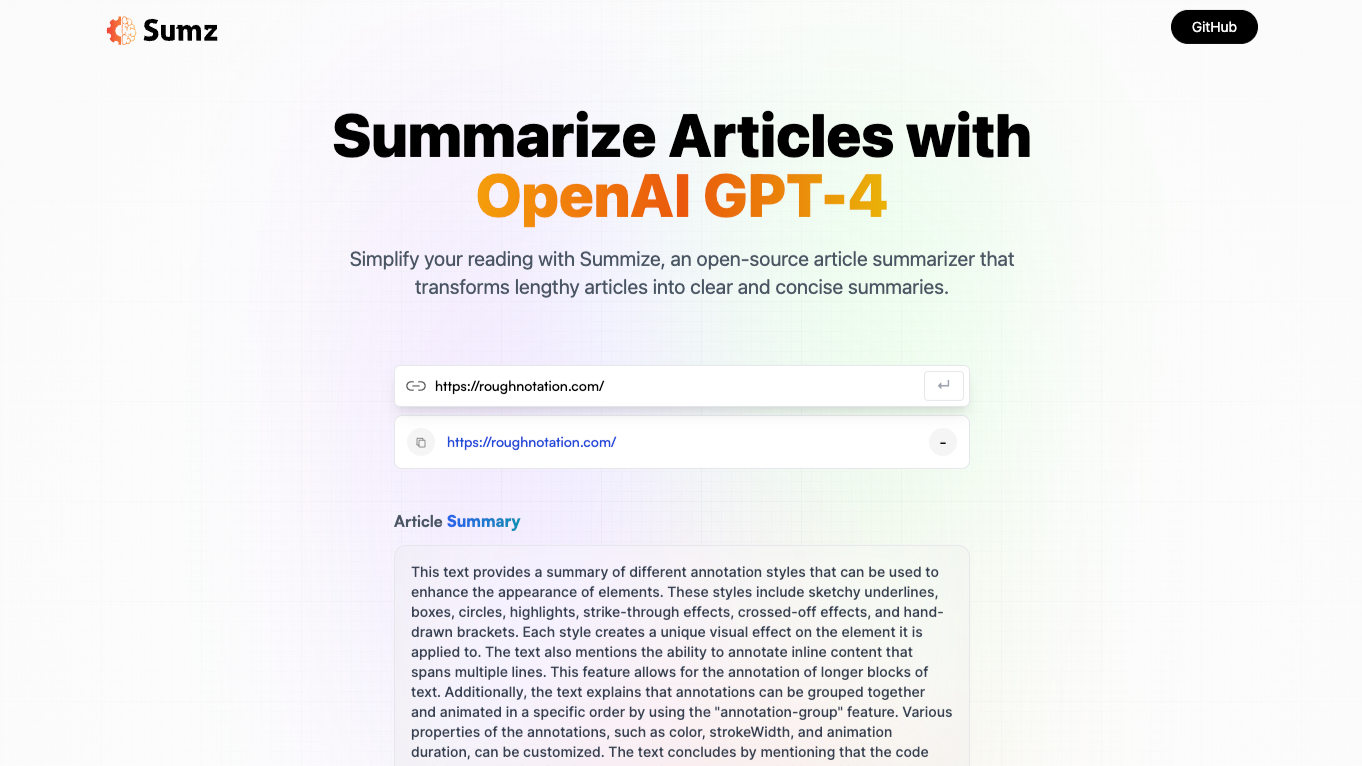 Sumz
GitHub
Summarize Articles with
OpenAI GPT-4
Simplify your reading with Summize, an open-source article summarizer that
transforms lengthy articles into clear and concise summaries.
https://roughnotation.com/
https://roughnotation.com/
-
Article Summary
This text provides a summary of different annotation styles that can be used to
enhance the appearance of elements. These styles include sketchy underlines,
boxes, circles, highlights, strike-through effects, crossed-off effects, and hand-
drawn brackets. Each style creates a unique visual effect on the element it is
applied to. The text also mentions the ability to annotate inline content that
spans multiple lines. This feature allows for the annotation of longer blocks of
text. Additionally, the text explains that annotations can be grouped together
and animated in a specific order by using the "annotation-group" feature. Various
properties of the annotations, such as color, strokeWidth, and animation
duration, can be customized. The text concludes by mentioning that the code